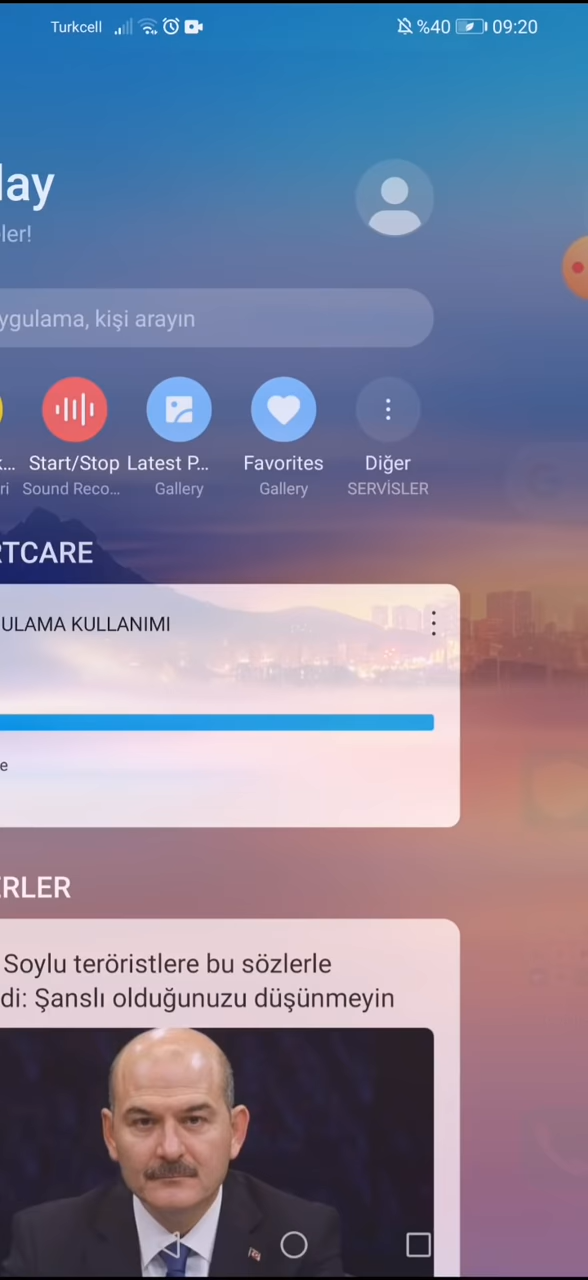 Turkcell %40 09:20
lay
ler!
ygulama, kişi arayın
k... Start/Stop Latest P... Favorites Diğer
ri Sound Reco... Gallery Gallery SERVİSLER
RTCARE
ULAMA KULLANIMI
e
ERLER
Soylu teröristlere bu sözlerle
di: Şanslı olduğunuzu düşünmeyin